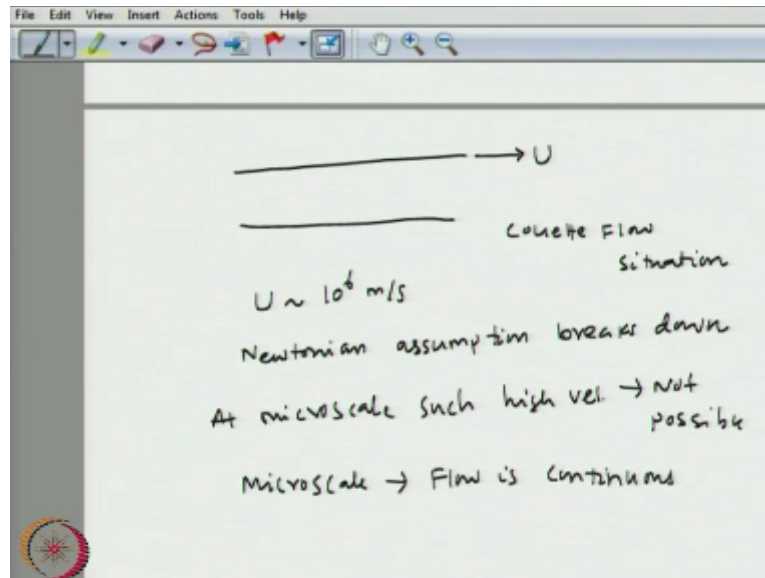 File Edit View Insert Actions Tools Help
→ U
Couette Flow
situation
U ~ 10⁶ m/s
Newtonian assumption breaks down
At microscale such high vel → Not
possible
Microscale → Flow is continuous